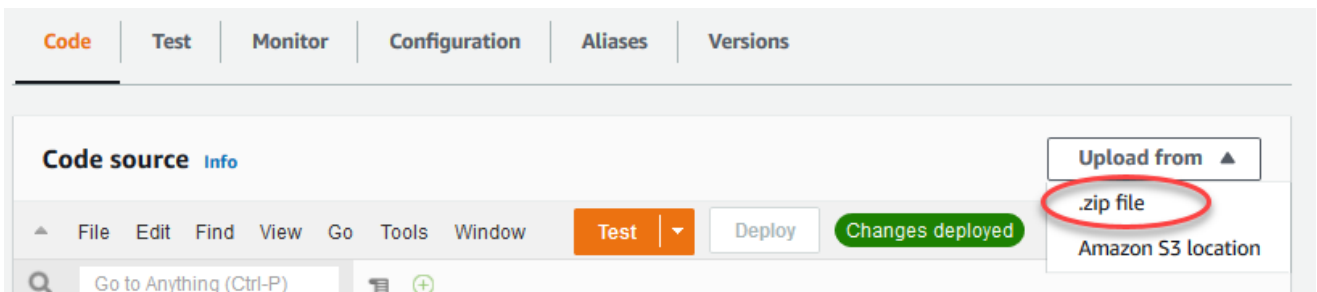 Code Test Monitor Configuration Aliases Versions
Code source Info
Upload from
.zip file
Amazon S3 location
File Edit Find View Go Tools Window Test Deploy Changes deployed
Go to Anything (Ctrl-P)